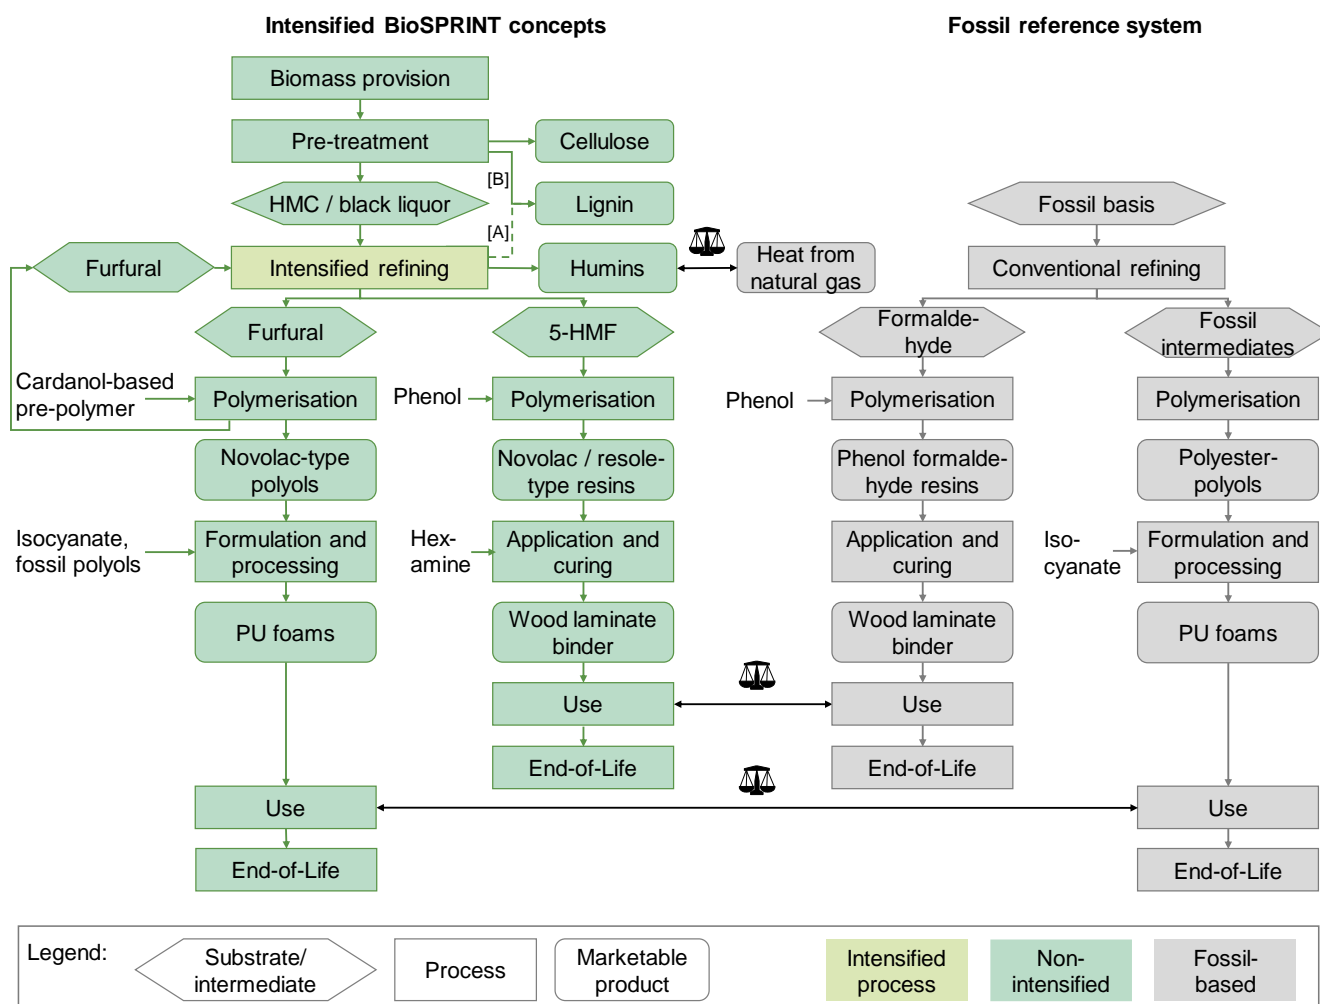 Intensified BioSPRINT concepts
Fossil reference system
Biomass provision
Pre-treatment
Cellulose
[B]
HMC / black liquor
Lignin
Fossil basis
[A]
Furfural
Intensified refining
Humins
Heat from
natural gas
Conventional refining
Furfural
5-HMF
Formalde-
hyde
Fossil
intermediates
Cardanol-based
pre-polymer
Polymerisation
Phenol
Polymerisation
Phenol
Polymerisation
Polymerisation
Novolac-type
polyols
Novolac / resole-
type resins
Phenol formalde-
hyde resins
Polyester-
polyols
Isocyanate,
fossil polyols
Formulation and
processing
Hex-
amine
Application and
curing
Application and
curing
Iso-
cyanate
Formulation and
processing
PU foams
Wood laminate
binder
Wood laminate
binder
PU foams
Use
Use
End-of-Life
End-of-Life
Use
Use
End-of-Life
End-of-Life
Legend:
Substrate/
intermediate
Process
Marketable
product
Intensified
process
Non-
intensified
Fossil-
based